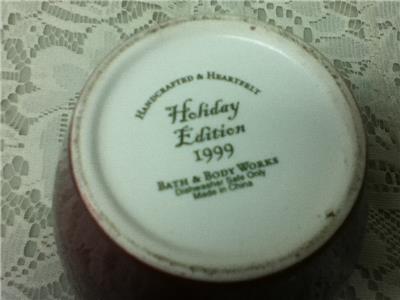 Handcrafted & Heartfelt
Holiday
Edition
1999
Bath & Body Works
Dishwasher Safe Only
Made in China